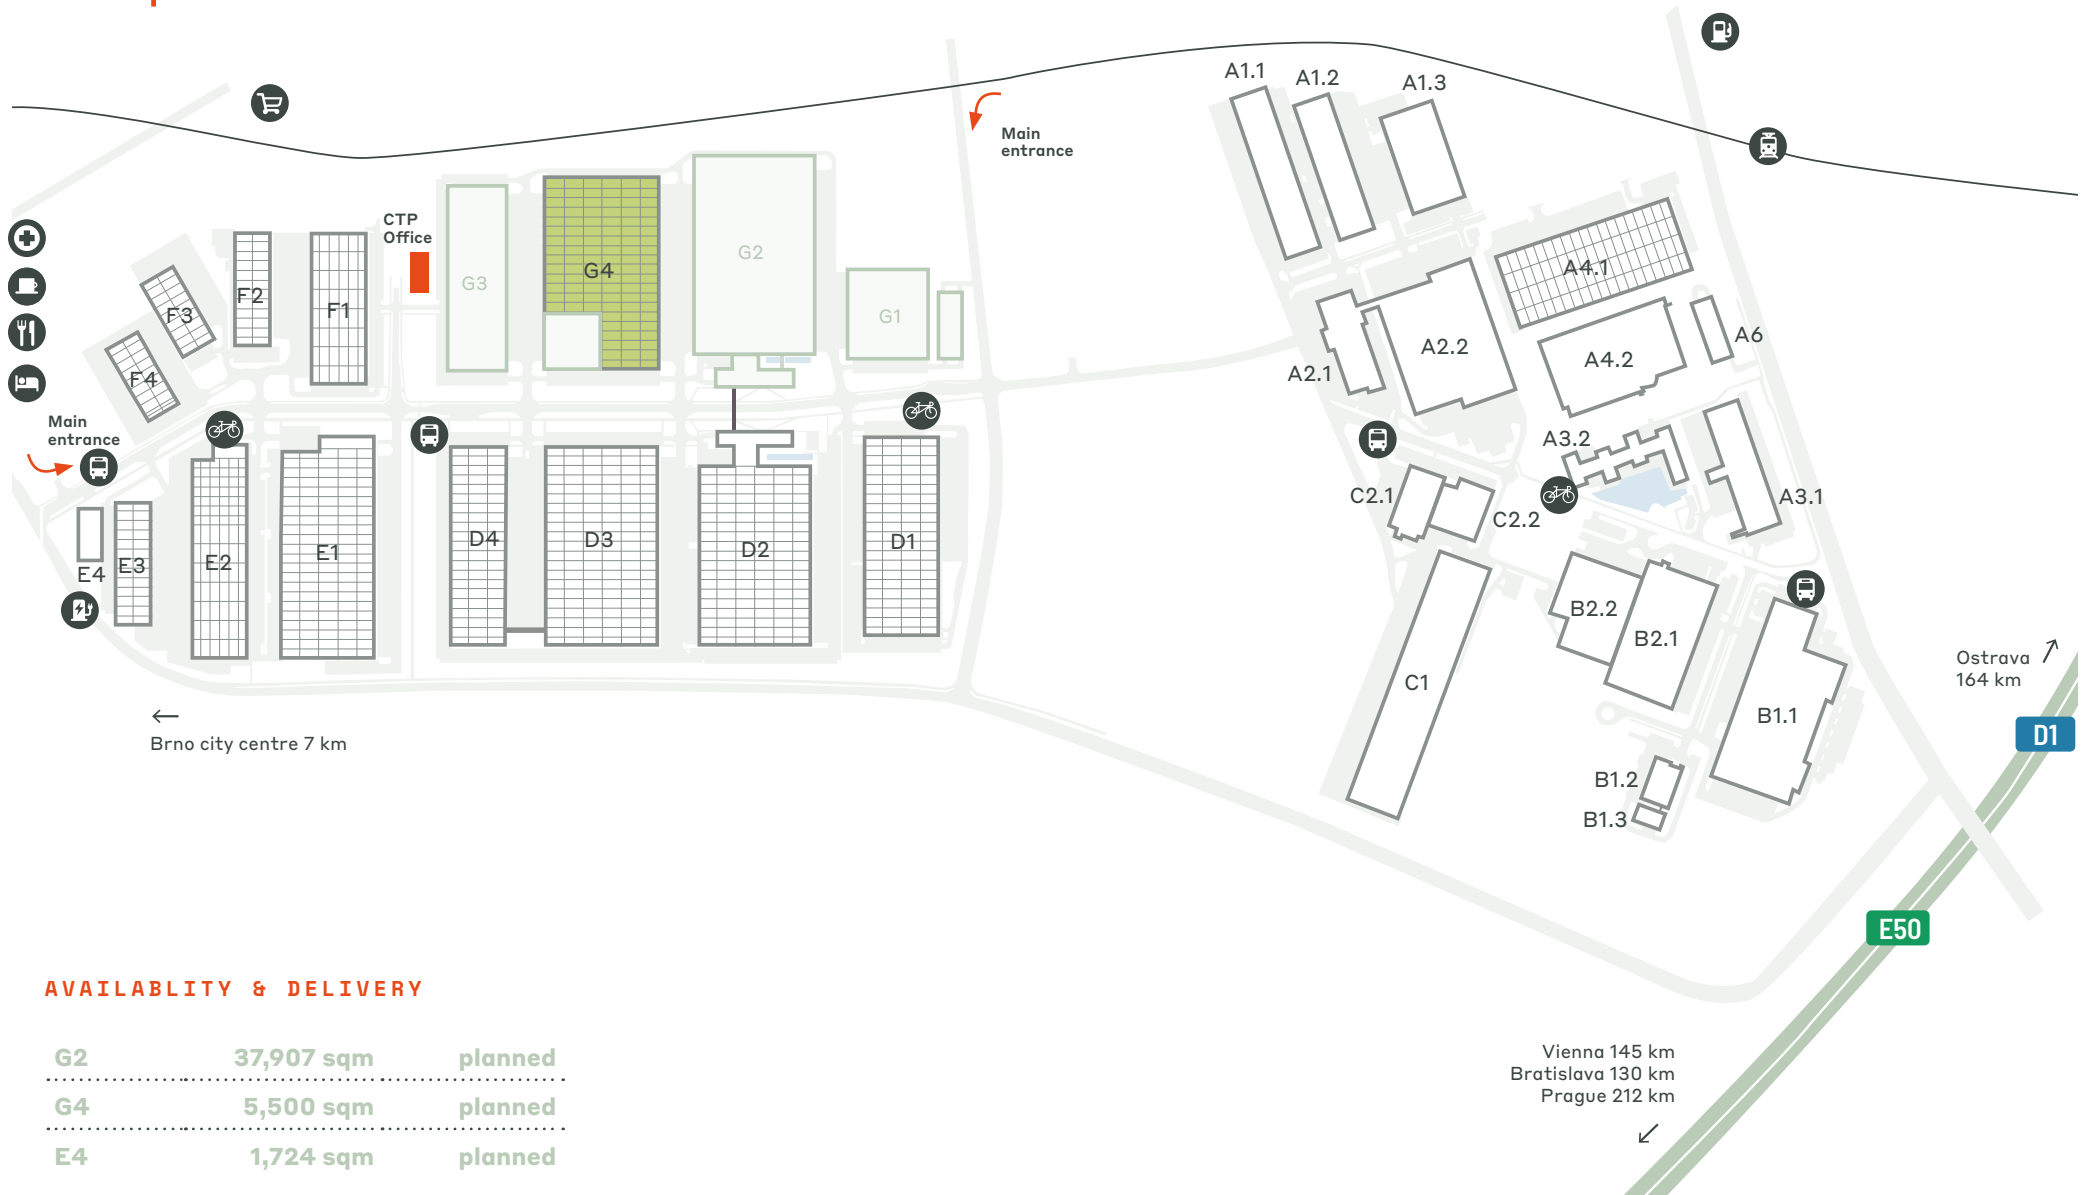 A1.1
A1.2
A1.3
Main
entrance
CTP
Office
G3
G4
G2
G1
F1
F2
F3
F4
A4.1
A6
A2.2
A4.2
A2.1
Main
entrance
A3.2
A3.1
C2.1
C2.2
E4
E3
E2
E1
D4
D3
D2
D1
B2.2
B2.1
C1
B1.1
B1.2
B1.3
Ostrava
164 km
D1
E50
Brno city centre 7 km
AVAILABLITY & DELIVERY
G2 37,907 sqm planned
G4 5,500 sqm planned
E4 1,724 sqm planned
Vienna 145 km
Bratislava 130 km
Prague 212 km